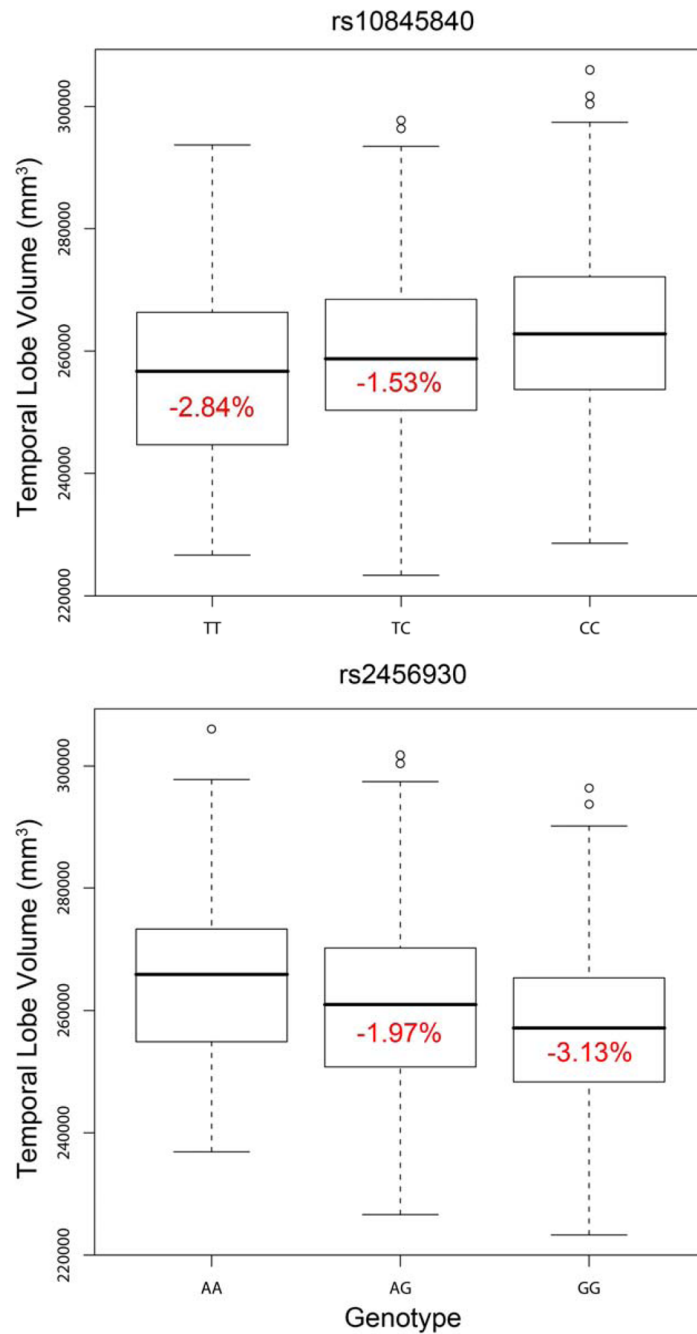 rs10845840
Temporal Lobe Volume (mm³)
300000
280000
260000
240000
220000
-2.84%
-1.53%
TT TC CC
rs2456930
Temporal Lobe Volume (mm³)
300000
280000
260000
240000
220000
-1.97%
-3.13%
AA AG GG
Genotype